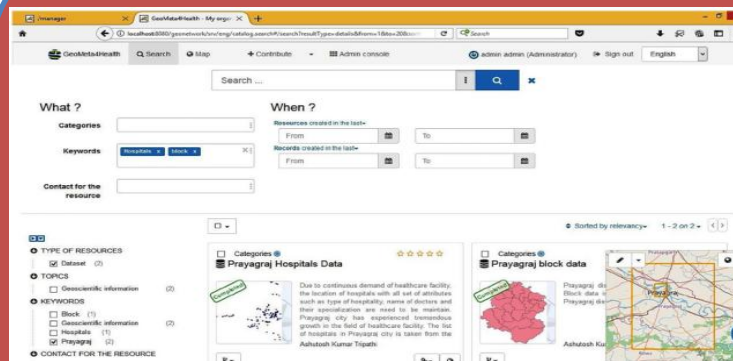 /manager
GeoMeta4Health - My organ
localhost:8080/geonetwork/srv/eng/catalog.search#/search?resultType=details&from=1&to=20&sort
Search
GeoMeta4Health
Search
Map
Contribute
Admin console
admin admin (Administrator)
Sign out
English
Search ...
What ?
When ?
Categories
Resources created in the last
From
To
Keywords
Hospitals x
block x
Records created in the last
From
To
Contact for the resource
Sorted by relevancy
1 - 2 on 2
TYPE OF RESOURCES
Dataset (2)
TOPICS
Geoscientific information (2)
KEYWORDS
Block (1)
Geoscientific information (2)
Hospitals (1)
Prayagraj (2)
CONTACT FOR THE RESOURCE
Categories
Prayagraj Hospitals Data
Completed
Due to continuous demand of healthcare facility,
the location of hospitals with all set of attributes
such as type of hospitality, name of doctors and
their specialization are need to be maintain.
Prayagraj city has experienced tremendous
growth in the field of healthcare facility. The list
of hospitals in Prayagraj city is taken from the
Ashutosh Kumar Tripathi
Categories
Prayagraj block data
Completed
Prayagraj
Block data
Prayagraj
Ashutosh
Prayagraj